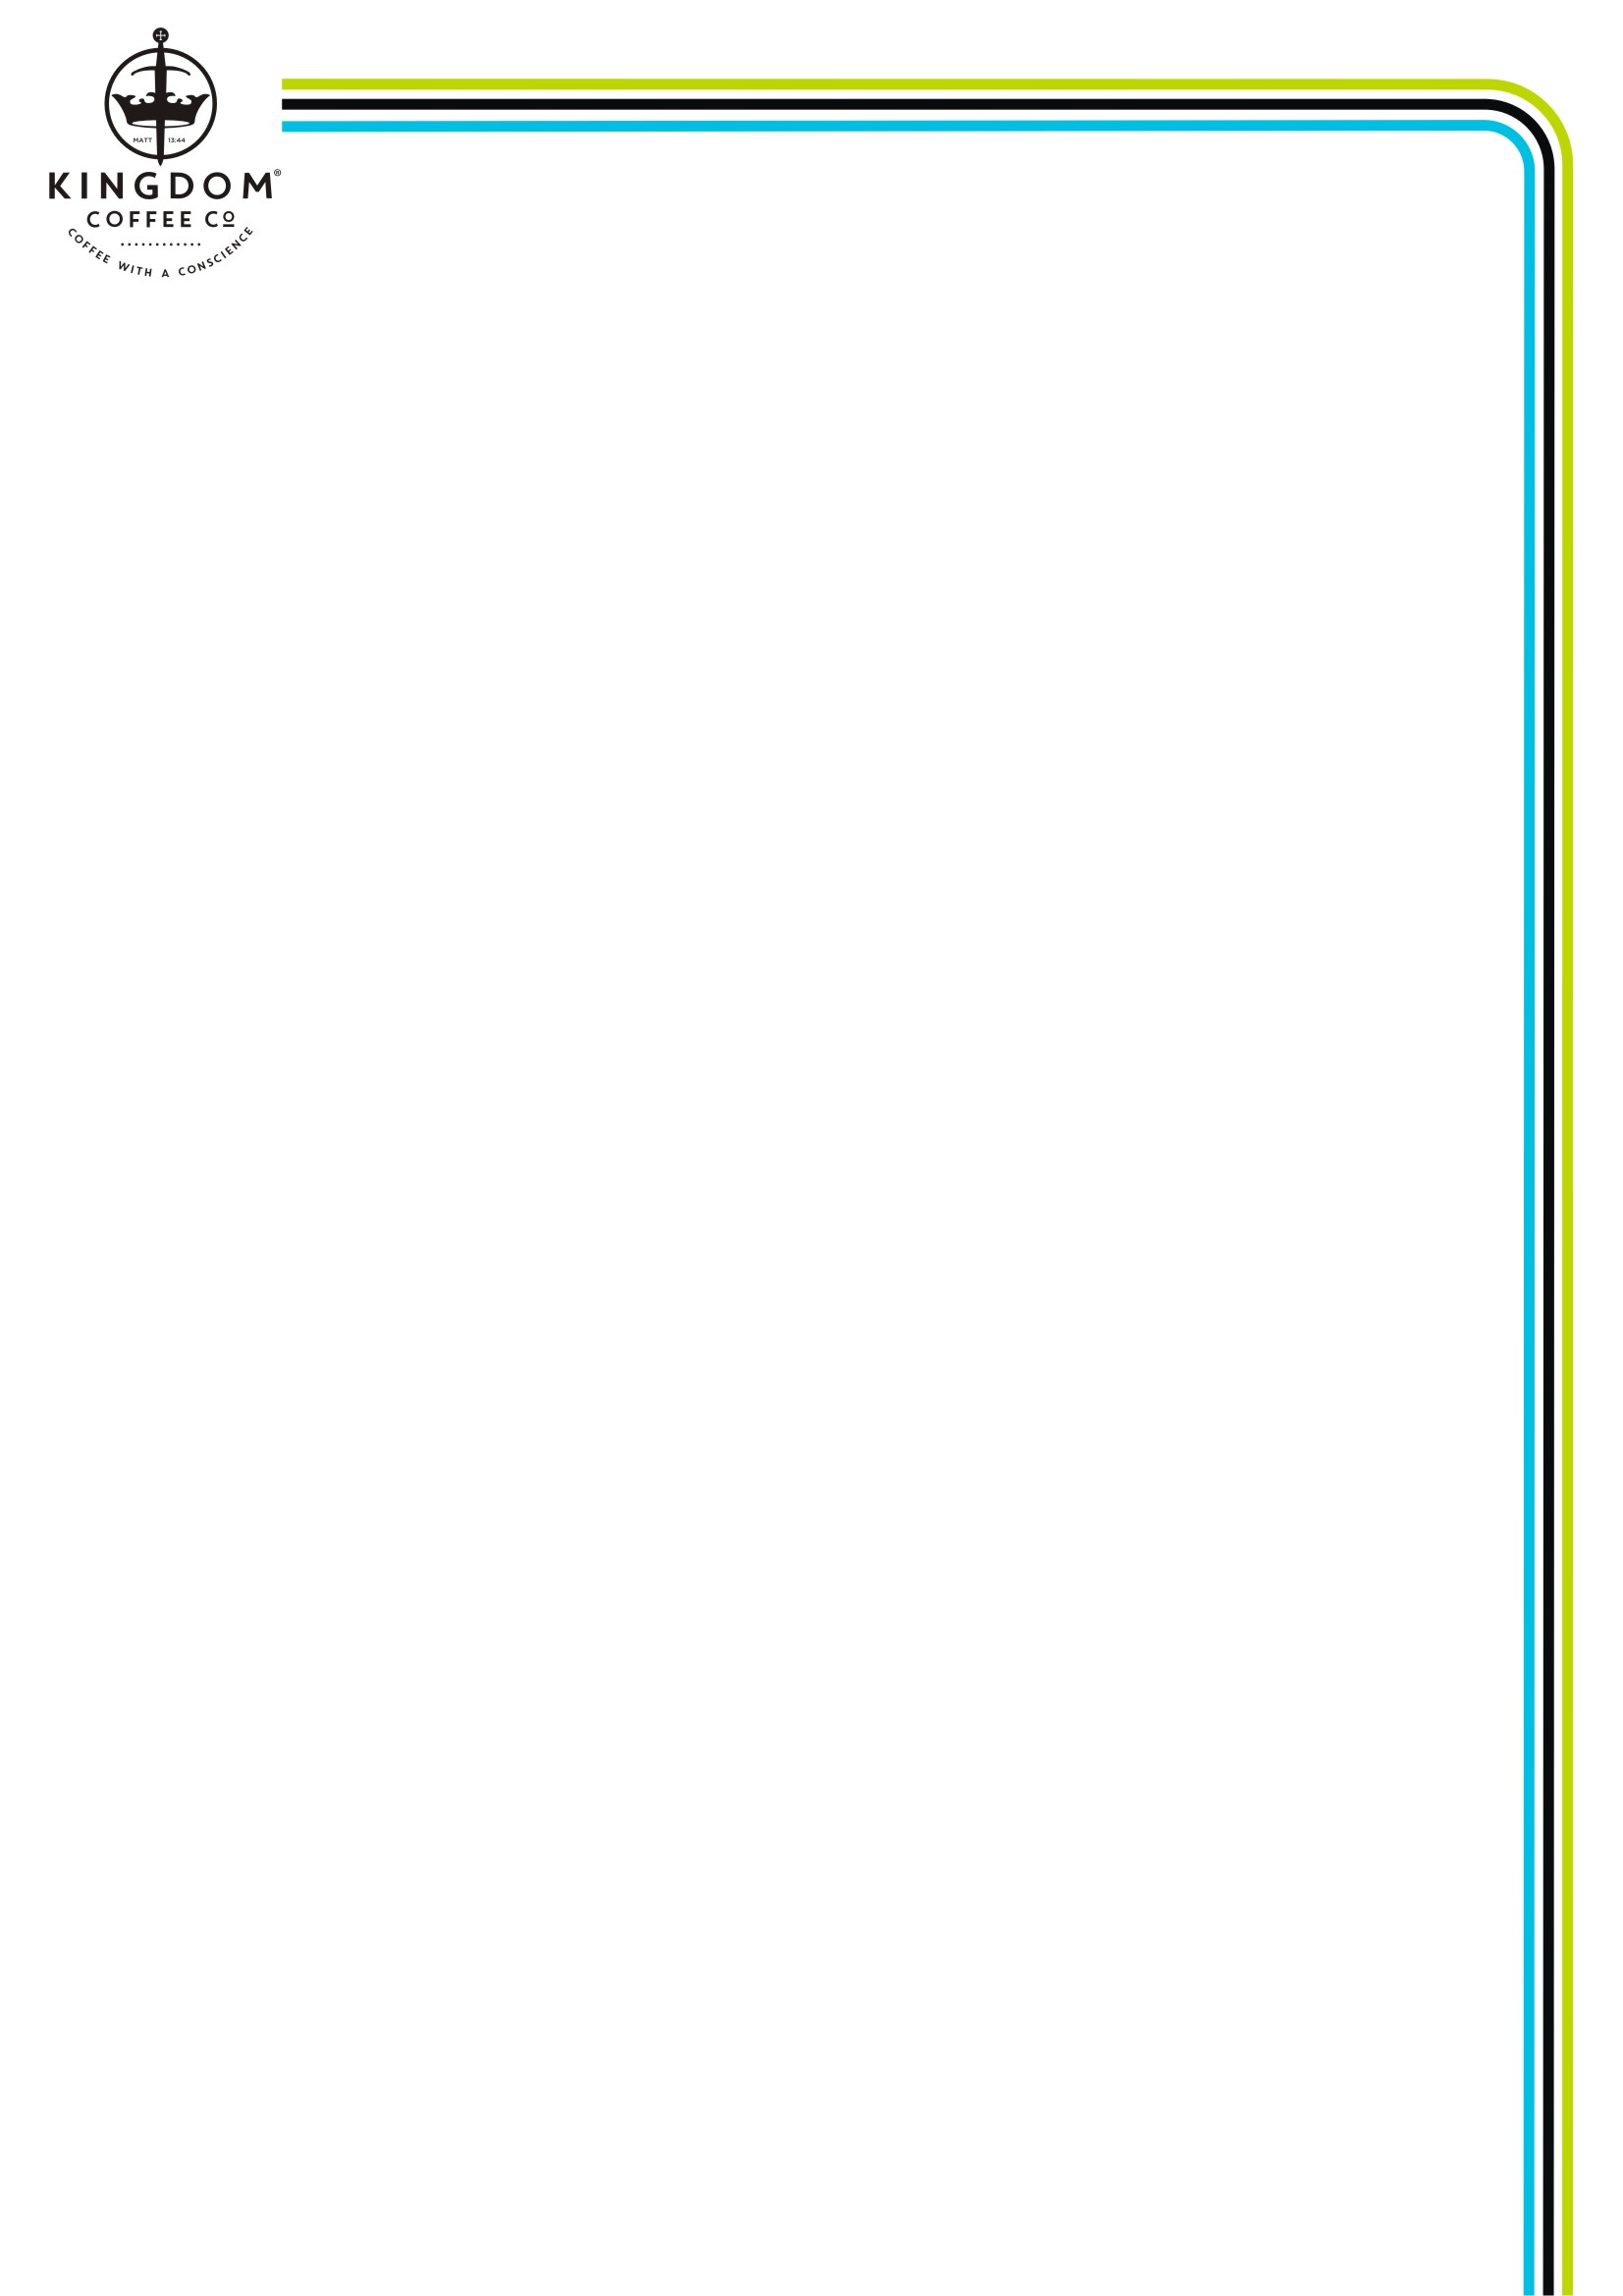 MATT 13:44
KINGDOM®
COFFEE CO
COFFEE WITH A CONSCIENCE